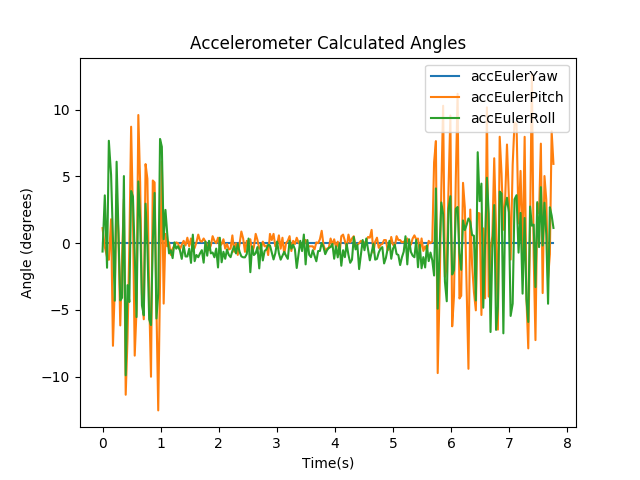 Accelerometer Calculated Angles
accEulerYaw
accEulerPitch
accEulerRoll
Angle (degrees)
10
5
0
−5
−10
0 1 2 3 4 5 6 7 8
Time(s)